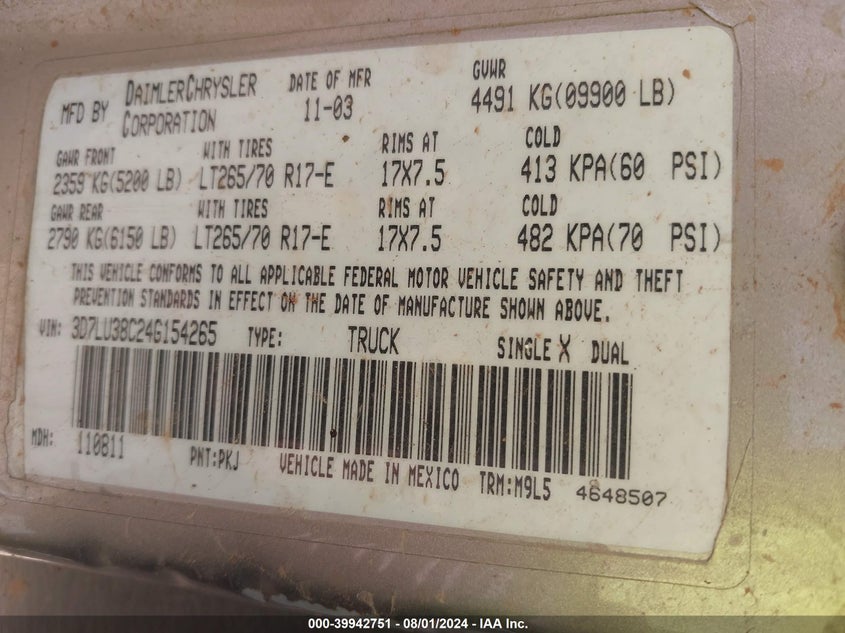 MFD BY DAIMLERCHRYSLER CORPORATION DATE OF MFR 11-03 GVWR 4491 KG(09900 LB)
GAWR FRONT WITH TIRES RIMS AT COLD
2359 KG(5200 LB) LT265/70 R17-E 17X7.5 413 KPA(60 PSI)
GAWR REAR WITH TIRES RIMS AT COLD
2790 KG(6150 LB) LT265/70 R17-E 17X7.5 482 KPA(70 PSI)
THIS VEHICLE CONFORMS TO ALL APPLICABLE FEDERAL MOTOR VEHICLE SAFETY AND THEFT
PREVENTION STANDARDS IN EFFECT ON THE DATE OF MANUFACTURE SHOWN ABOVE.
VIN: 3D7LU38C24G154265 TYPE: TRUCK SINGLE X DUAL
MDH: 110811 PNT:PKJ VEHICLE MADE IN MEXICO TRM:M9L5 4648507
000-39942751 - 08/01/2024 - IAA Inc.